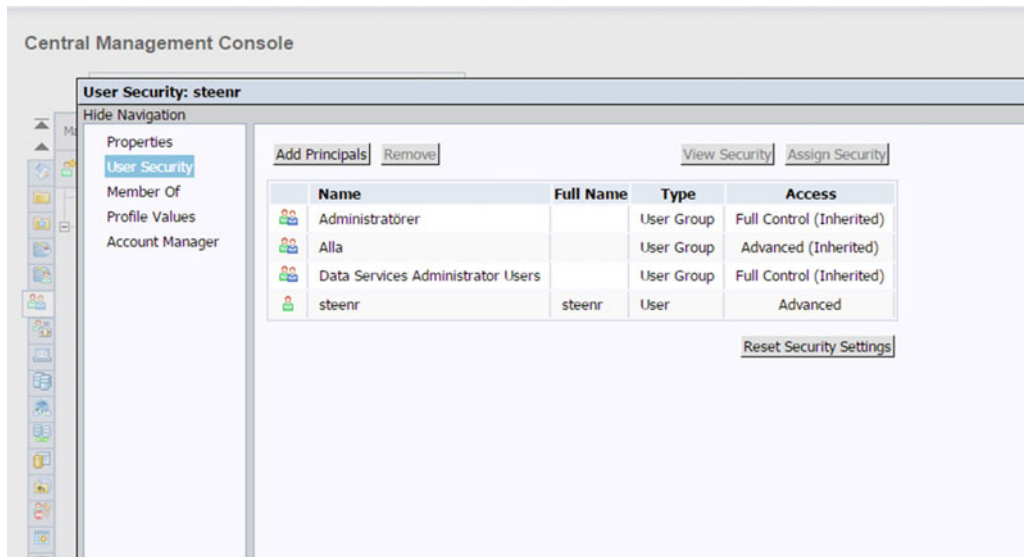 Central Management Console
User Security: steenr
Hide Navigation
Properties
User Security
Member Of
Profile Values
Account Manager
Add Principals Remove View Security Assign Security
Name Full Name Type Access
Administratörer User Group Full Control (Inherited)
Alla User Group Advanced (Inherited)
Data Services Administrator Users User Group Full Control (Inherited)
steenr steenr User Advanced
Reset Security Settings